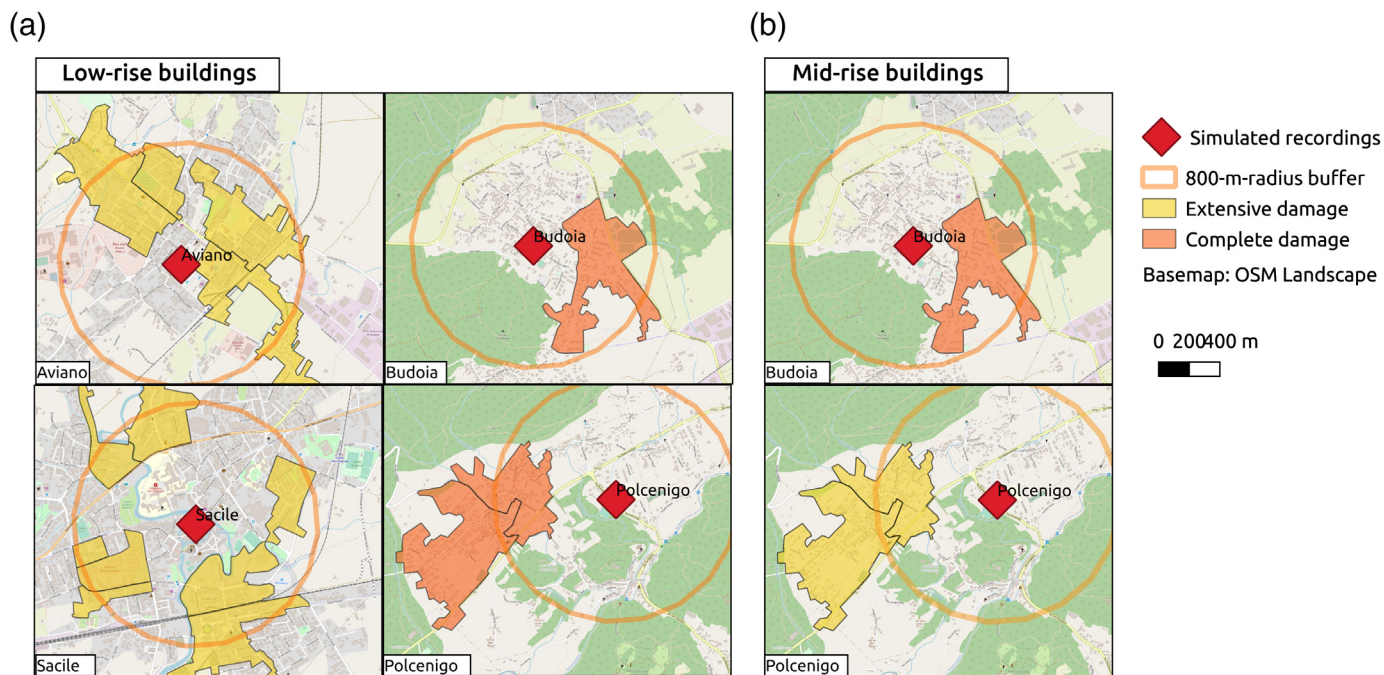 (a)
(b)
Low-rise buildings
Mid-rise buildings
Aviano
Aviano
Budoia
Budoia
Budoia
Budoia
Sacile
Sacile
Polcenigo
Polcenigo
Polcenigo
Polcenigo
Simulated recordings
800-m-radius buffer
Extensive damage
Complete damage
Basemap: OSM Landscape
0 200400 m